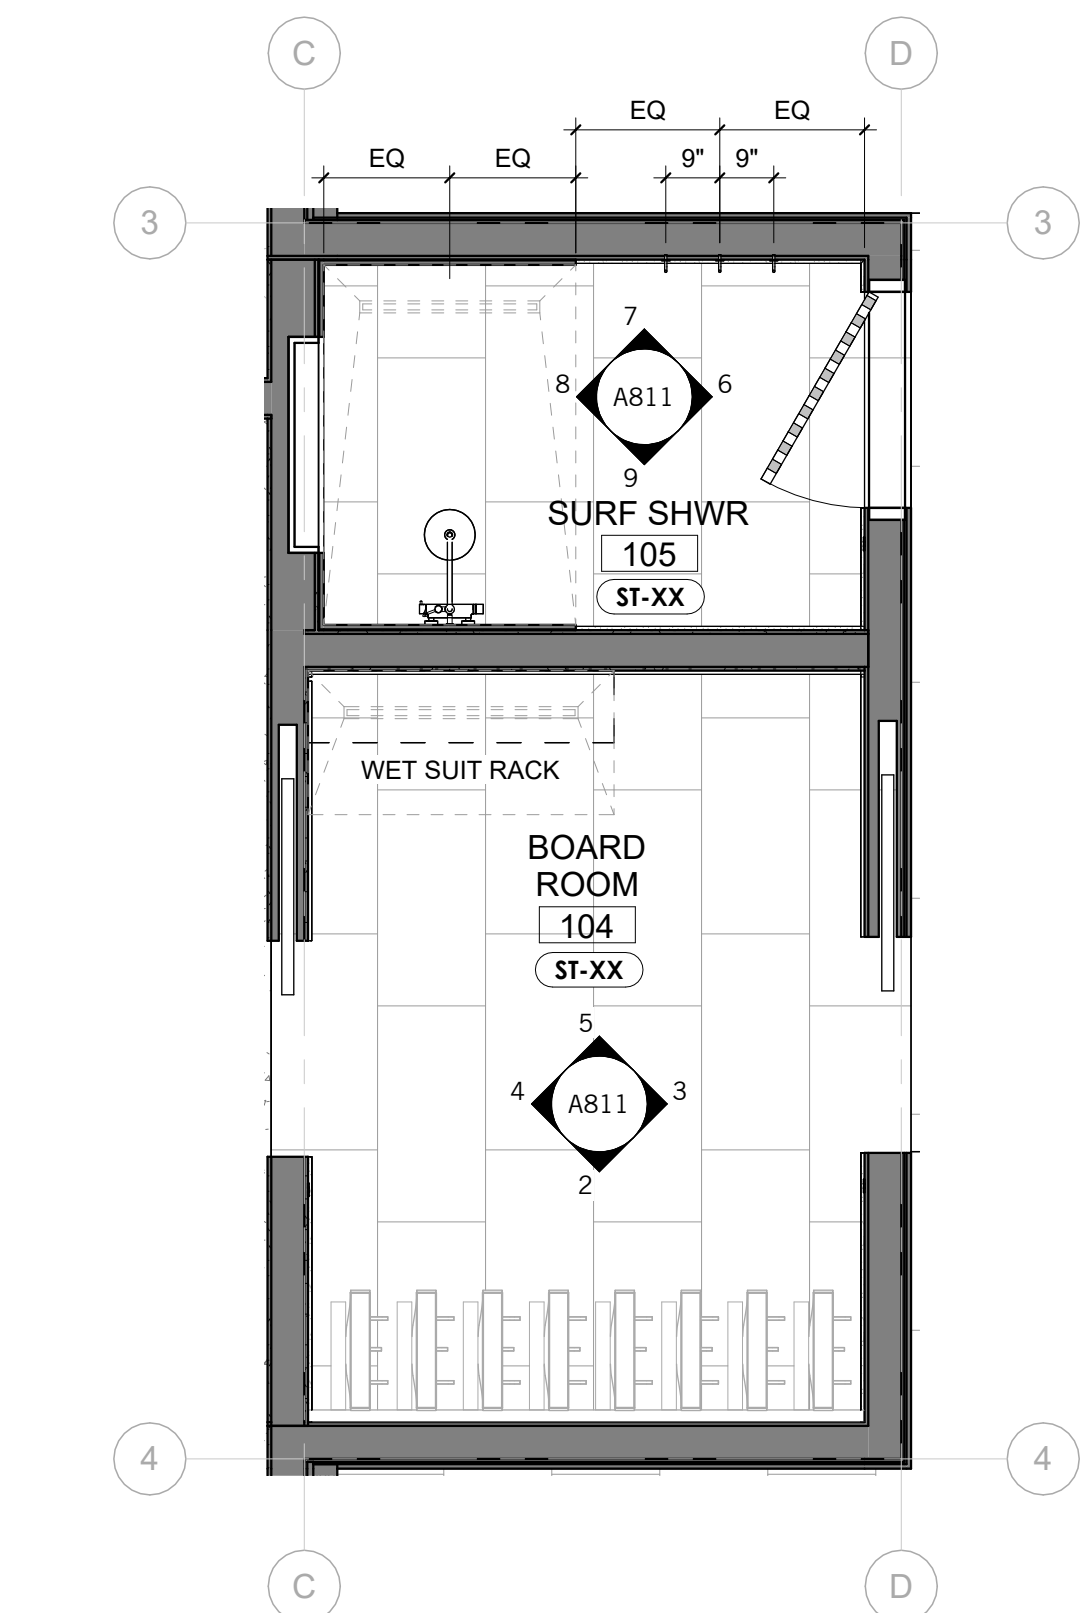 C
D
EQ
EQ
EQ
EQ
9"
9"
3
3
7
8
A811
6
9
SURF SHWR
105
ST-XX
WET SUIT RACK
BOARD
ROOM
104
ST-XX
5
4
A811
3
2
4
4
C
D